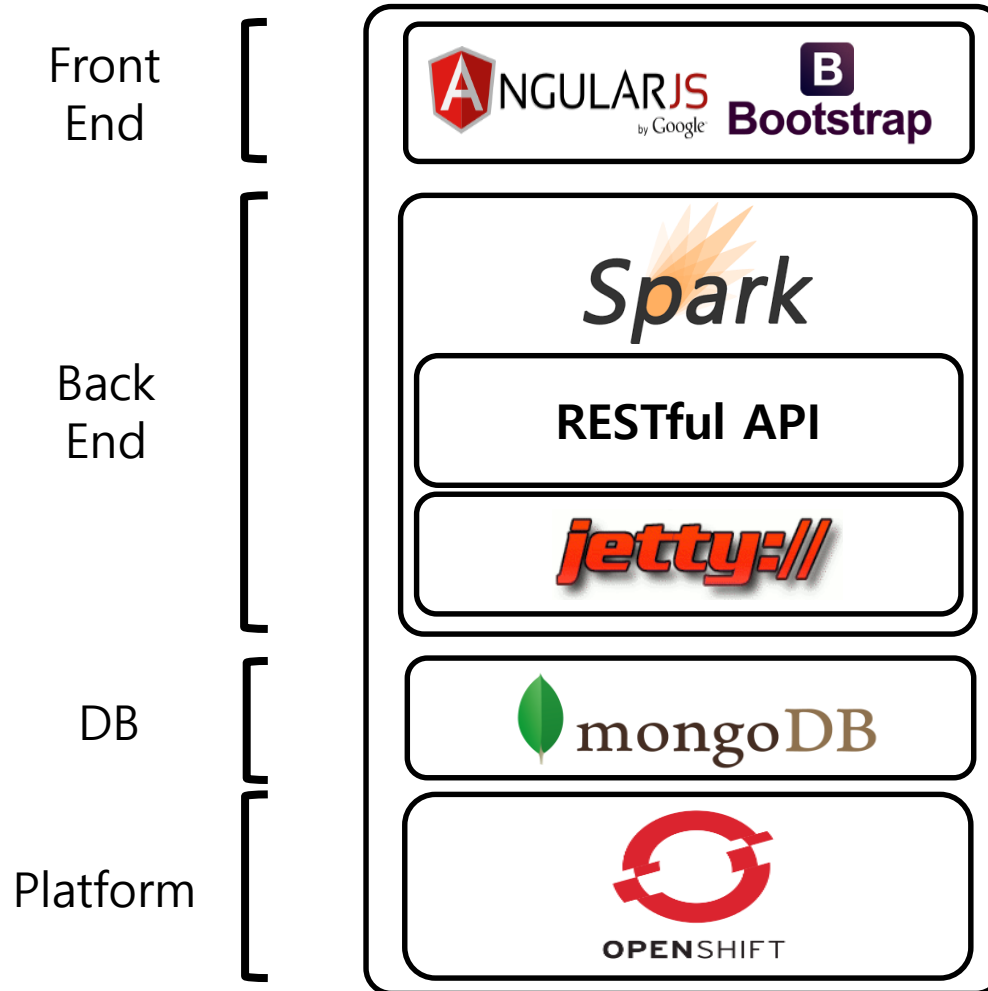 Front
End
ANGULARJS
by Google
B
Bootstrap
Back
End
Spark
RESTful API
jetty://
DB
mongoDB
Platform
OPENSHIFT